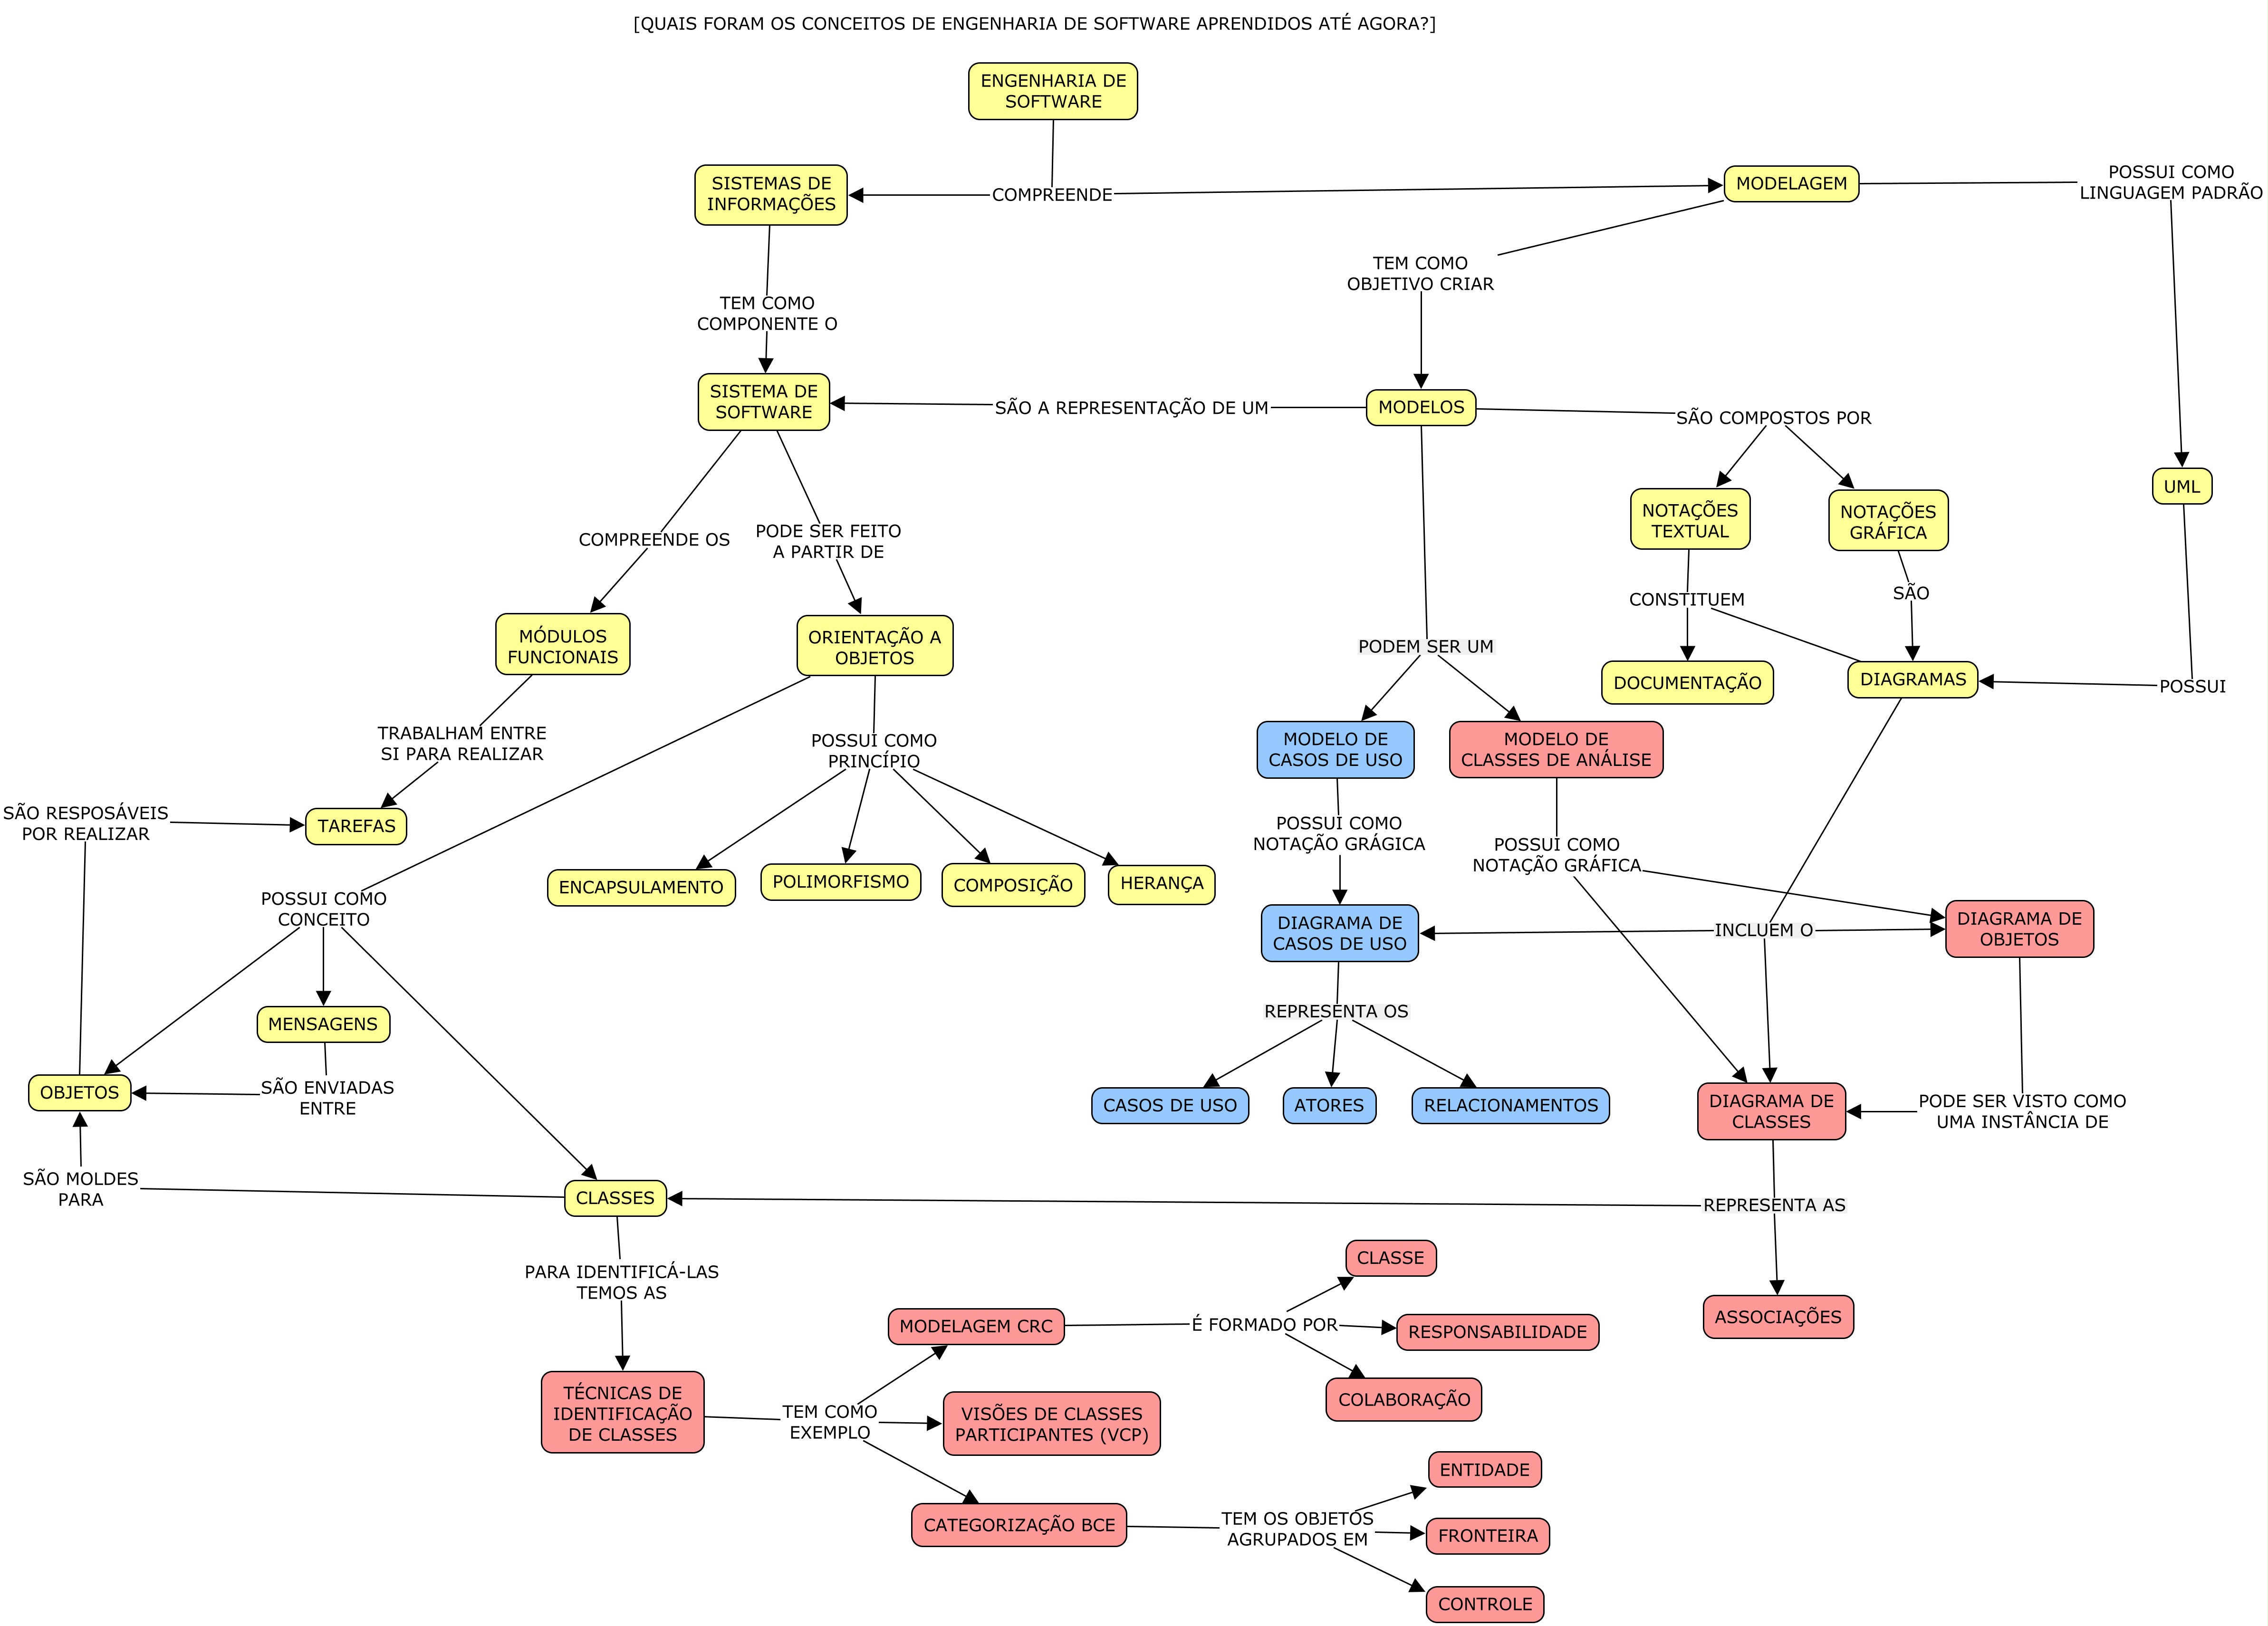 [QUAIS FORAM OS CONCEITOS DE ENGENHARIA DE SOFTWARE APRENDIDOS ATÉ AGORA?]
ENGENHARIA DE
SOFTWARE
SISTEMAS DE
INFORMAÇÕES
COMPREENDE
MODELAGEM
POSSUI COMO
LINGUAGEM PADRÃO
TEM COMO
OBJETIVO CRIAR
TEM COMO
COMPONENTE O
SISTEMA DE
SOFTWARE
SÃO A REPRESENTAÇÃO DE UM
MODELOS
SÃO COMPOSTOS POR
UML
NOTAÇÕES
TEXTUAL
NOTAÇÕES
GRÁFICA
COMPREENDE OS
PODE SER FEITO
A PARTIR DE
CONSTITUEM
SÃO
MÓDULOS
FUNCIONAIS
ORIENTAÇÃO A
OBJETOS
PODEM SER UM
DOCUMENTAÇÃO
DIAGRAMAS
POSSUI
TRABALHAM ENTRE
SI PARA REALIZAR
POSSUI COMO
PRINCÍPIO
MODELO DE
CASOS DE USO
MODELO DE
CLASSES DE ANÁLISE
SÃO RESPOSÁVEIS
POR REALIZAR
TAREFAS
POSSUI COMO
NOTAÇÃO GRÁGICA
POSSUI COMO
NOTAÇÃO GRÁFICA
ENCAPSULAMENTO
POLIMORFISMO
COMPOSIÇÃO
HERANÇA
POSSUI COMO
CONCEITO
DIAGRAMA DE
CASOS DE USO
INCLUEM O
DIAGRAMA DE
OBJETOS
MENSAGENS
REPRESENTA OS
OBJETOS
SÃO ENVIADAS
ENTRE
CASOS DE USO
ATORES
RELACIONAMENTOS
DIAGRAMA DE
CLASSES
PODE SER VISTO COMO
UMA INSTÂNCIA DE
SÃO MOLDES
PARA
CLASSES
REPRESENTA AS
PARA IDENTIFICÁ-LAS
TEMOS AS
CLASSE
MODELAGEM CRC
É FORMADO POR
RESPONSABILIDADE
ASSOCIAÇÕES
COLABORAÇÃO
TÉCNICAS DE
IDENTIFICAÇÃO
DE CLASSES
TEM COMO
EXEMPLO
VISÕES DE CLASSES
PARTICIPANTES (VCP)
ENTIDADE
CATEGORIZAÇÃO BCE
TEM OS OBJETOS
AGRUPADOS EM
FRONTEIRA
CONTROLE